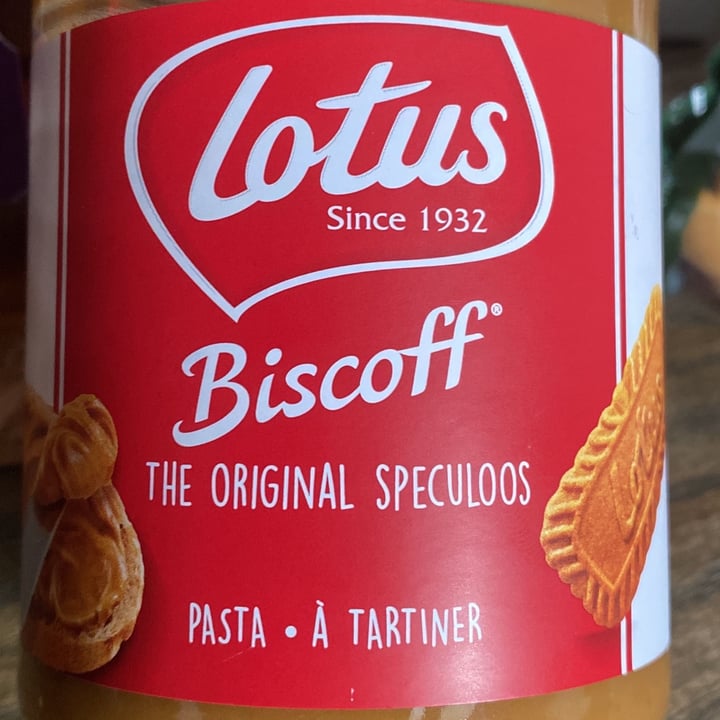 Lotus
Since 1932
Biscoff®
THE ORIGINAL SPECULOOS
PASTA • À TARTINER